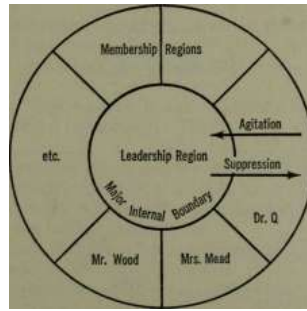 Membership Regions
Agitation
etc.
Leadership Region
Suppression
Major Internal Boundary
Dr. Q
Mr. Wood
Mrs. Mead